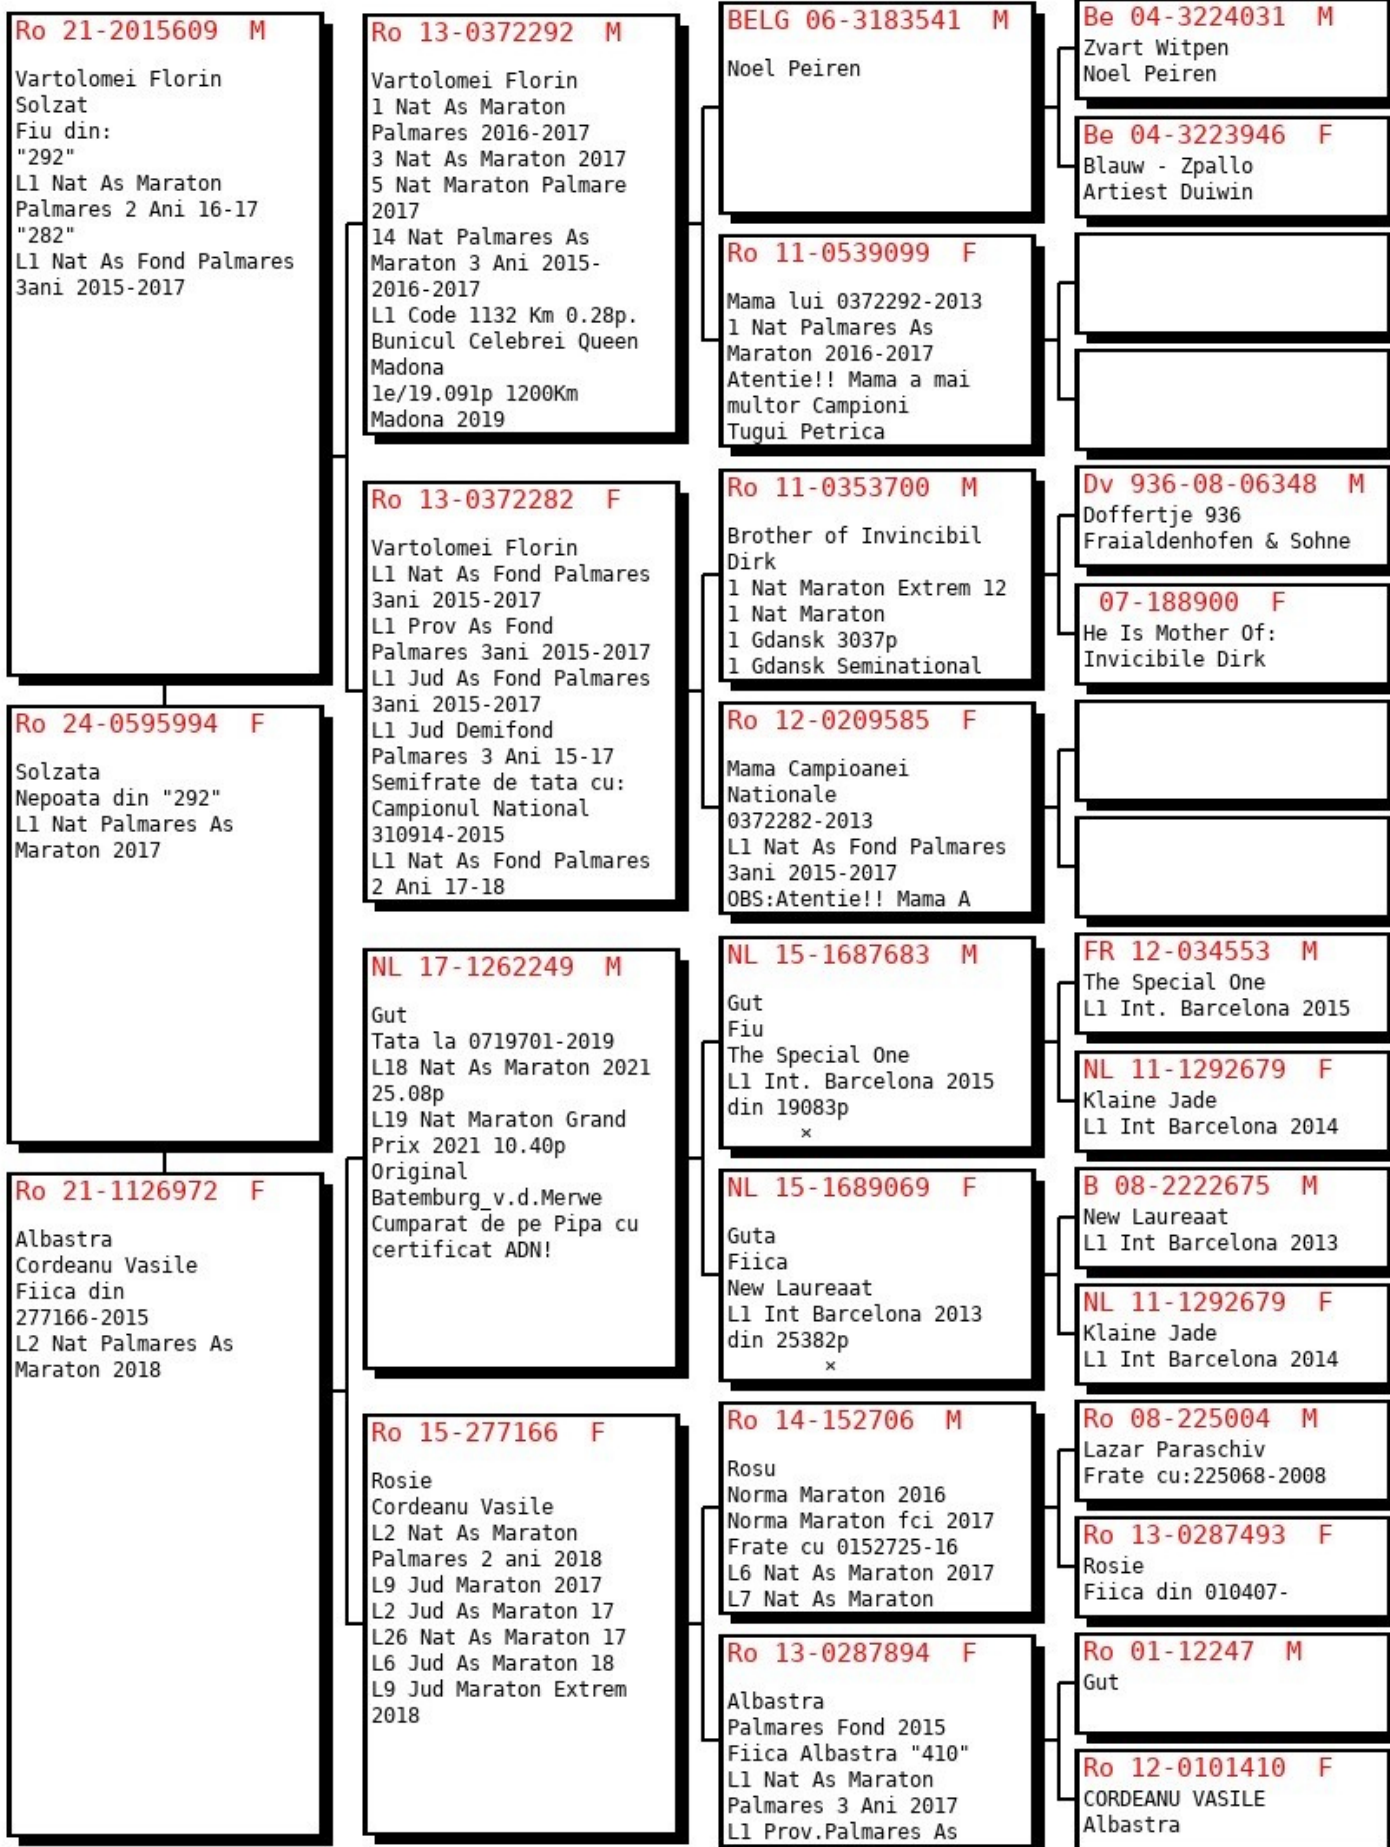 Ro 21-2015609 M
Vartolomei Florin
Solzat
Fiu din:
"292"
L1 Nat As Maraton
Palmares 2 Ani 16-17
"282"
L1 Nat As Fond Palmares
3ani 2015-2017
Ro 24-0595994 F
Solzata
Nepoata din "292"
L1 Nat Palmares As
Maraton 2017
Ro 21-1126972 F
Albastra
Cordeanu Vasile
Fiica din
277166-2015
L2 Nat Palmares As
Maraton 2018
Ro 13-0372292 M
Vartolomei Florin
1 Nat As Maraton
Palmares 2016-2017
3 Nat As Maraton 2017
5 Nat Maraton Palmare
2017
14 Nat Palmares As
Maraton 3 Ani 2015-
2016-2017
L1 Code 1132 Km 0.28p.
Bunicul Celebrei Queen
Madona
1e/19.091p 1200Km
Madona 2019
Ro 13-0372282 F
Vartolomei Florin
L1 Nat As Fond Palmares
3ani 2015-2017
L1 Prov As Fond
Palmares 3ani 2015-2017
L1 Jud As Fond Palmares
3ani 2015-2017
L1 Jud Demifond
Palmares 3 Ani 15-17
Semifrate de tata cu:
Campionul National
310914-2015
L1 Nat As Fond Palmares
2 Ani 17-18
NL 17-1262249 M
Gut
Tata la 0719701-2019
L18 Nat As Maraton 2021
25.08p
L19 Nat Maraton Grand
Prix 2021 10.40p
Original
Batemburg_v.d.Merwe
Cumparat de pe Pipa cu
certificat ADN!
Ro 15-277166 F
Rosie
Cordeanu Vasile
L2 Nat As Maraton
Palmares 2 ani 2018
L9 Jud Maraton 2017
L2 Jud As Maraton 17
L26 Nat As Maraton 17
L6 Jud As Maraton 18
L9 Jud Maraton Extrem
2018
BELG 06-3183541 M
Noel Peiren
Ro 11-0539099 F
Mama lui 0372292-2013
1 Nat Palmares As
Maraton 2016-2017
Atentie!! Mama a mai
multor Campioni
Tugui Petrica
Ro 11-0353700 M
Brother of Invincibil
Dirk
1 Nat Maraton Extrem 12
1 Nat Maraton
1 Gdansk 3037p
1 Gdansk Seminational
Ro 12-0209585 F
Mama Campioanei
Nationale
0372282-2013
L1 Nat As Fond Palmares
3ani 2015-2017
OBS:Atentie!! Mama A
NL 15-1687683 M
Gut
Fiu
The Special One
L1 Int. Barcelona 2015
din 19083p
×
NL 15-1689069 F
Guta
Fiica
New Laureaat
L1 Int Barcelona 2013
din 25382p
×
Ro 14-152706 M
Rosu
Norma Maraton 2016
Norma Maraton fci 2017
Frate cu 0152725-16
L6 Nat As Maraton 2017
L7 Nat As Maraton
Ro 13-0287894 F
Albastra
Palmares Fond 2015
Fiica Albastra "410"
L1 Nat As Maraton
Palmares 3 Ani 2017
L1 Prov.Palmares As
Be 04-3224031 M
Zvart Witpen
Noel Peiren
Be 04-3223946 F
Blauw - Zpallo
Artiest Duiwin
Dv 936-08-06348 M
Doffertje 936
Fraialdenhofen & Sohne
07-188900 F
He Is Mother Of:
Invicibile Dirk
FR 12-034553 M
The Special One
L1 Int. Barcelona 2015
NL 11-1292679 F
Klaine Jade
L1 Int Barcelona 2014
B 08-2222675 M
New Laureaat
L1 Int Barcelona 2013
NL 11-1292679 F
Klaine Jade
L1 Int Barcelona 2014
Ro 08-225004 M
Lazar Paraschiv
Frate cu:225068-2008
Ro 13-0287493 F
Rosie
Fiica din 010407-
Ro 01-12247 M
Gut
Ro 12-0101410 F
CORDEANU VASILE
Albastra